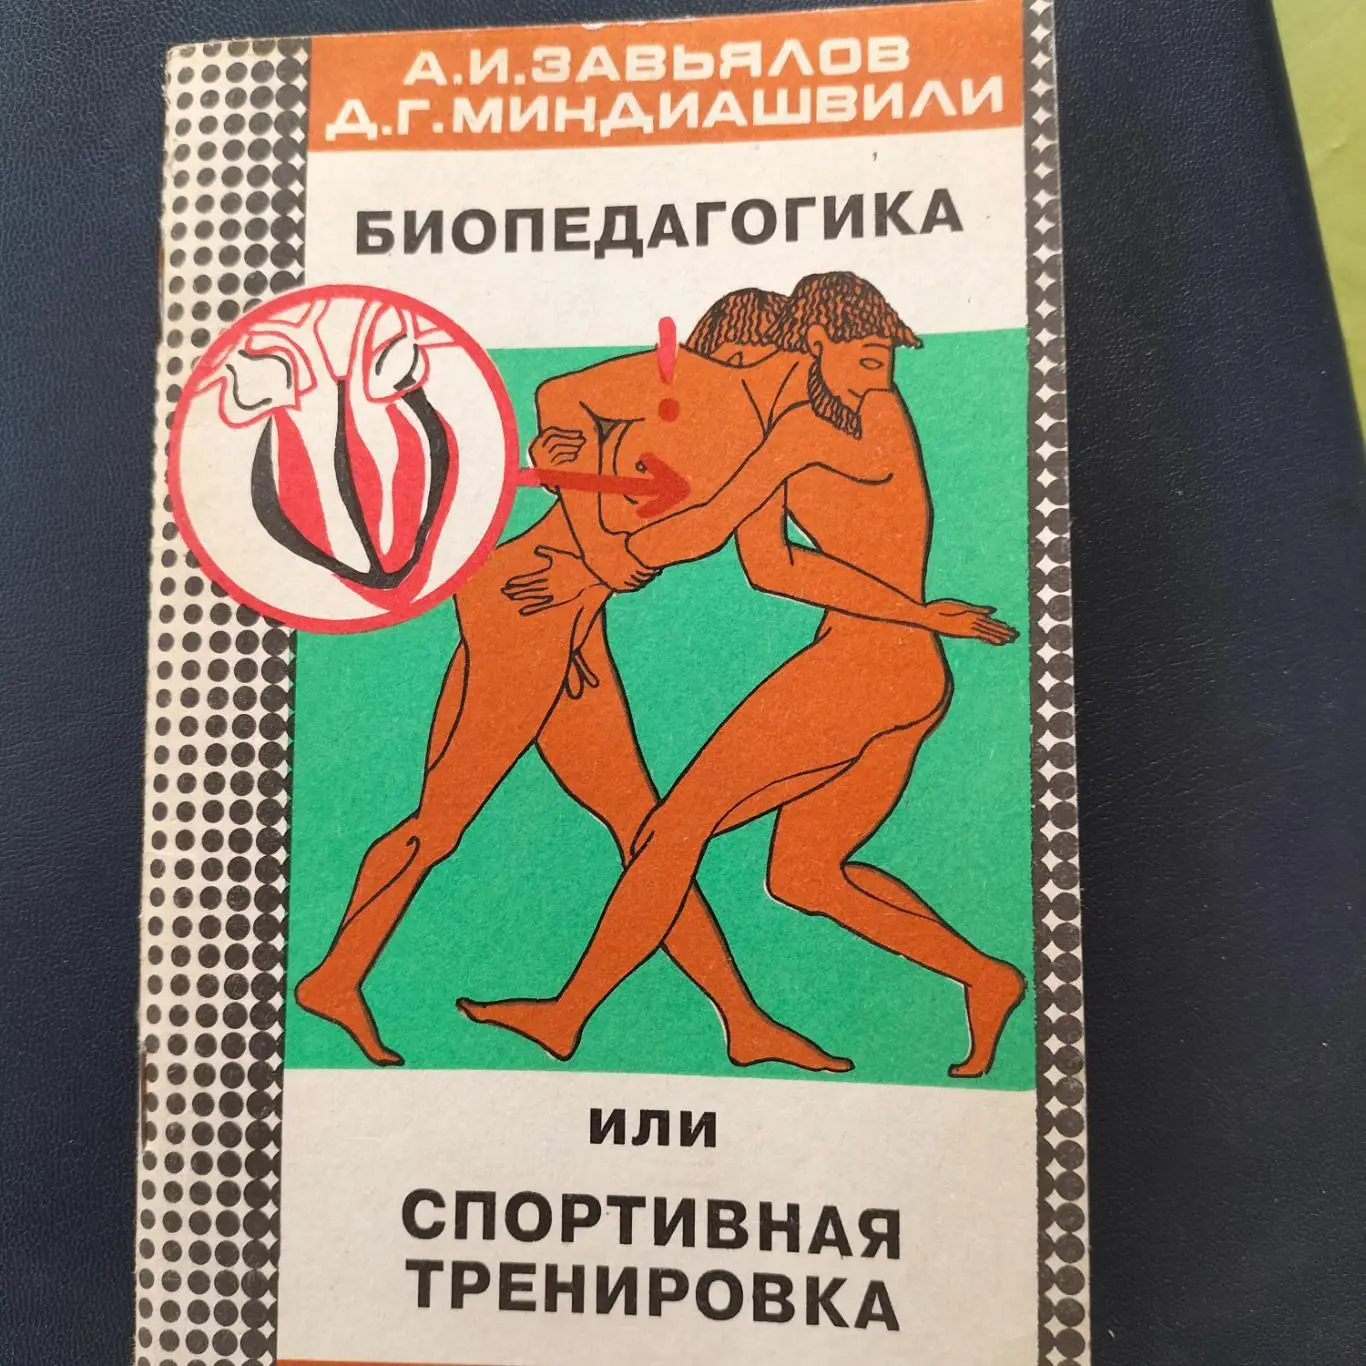 А.И.ЗАВЬЯЛОВ
Д.Г.МИНДИАШВИЛИ
БИОПЕДАГОГИКА
!
ИЛИ
СПОРТИВНАЯ
ТРЕНИРОВКА